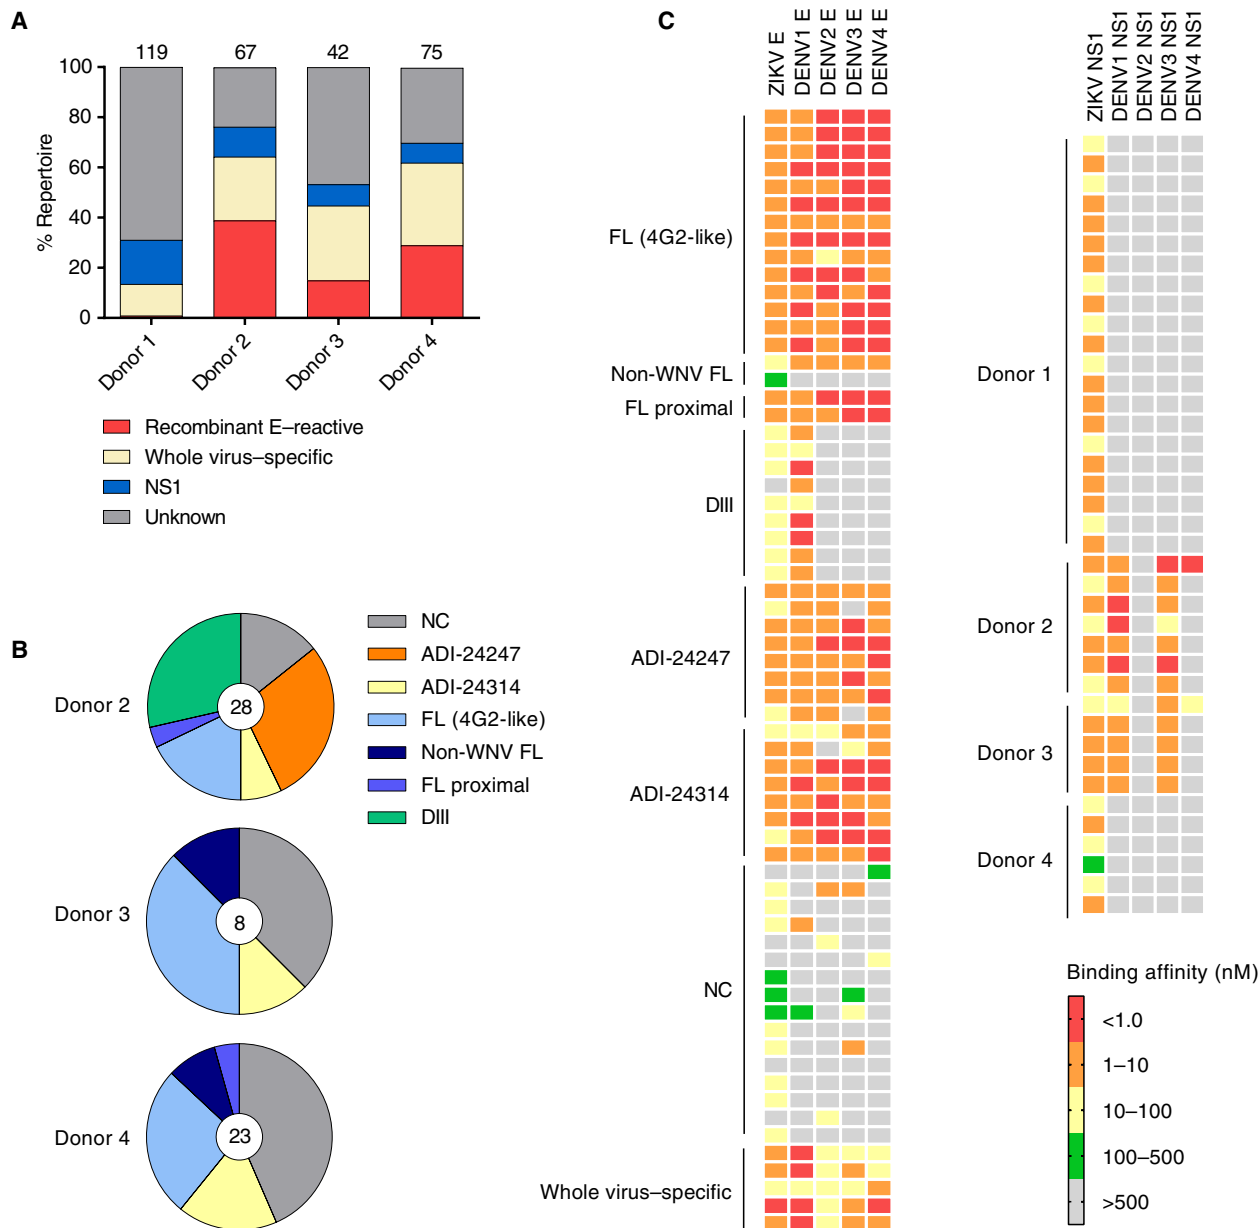 A
119 67 42 75
100
80
60
40
20
0
% Repertoire
Donor 1 Donor 2 Donor 3 Donor 4
Recombinant E–reactive
Whole virus–specific
NS1
Unknown
B
Donor 2
28
Donor 3
8
Donor 4
23
NC
ADI-24247
ADI-24314
FL (4G2-like)
Non-WNV FL
FL proximal
DIII
C
ZIKV E
DENV1 E
DENV2 E
DENV3 E
DENV4 E
FL (4G2-like)
Non-WNV FL
FL proximal
DIII
ADI-24247
ADI-24314
NC
Whole virus–specific
ZIKV NS1
DENV1 NS1
DENV2 NS1
DENV3 NS1
DENV4 NS1
Donor 1
Donor 2
Donor 3
Donor 4
Binding affinity (nM)
<1.0
1–10
10–100
100–500
>500